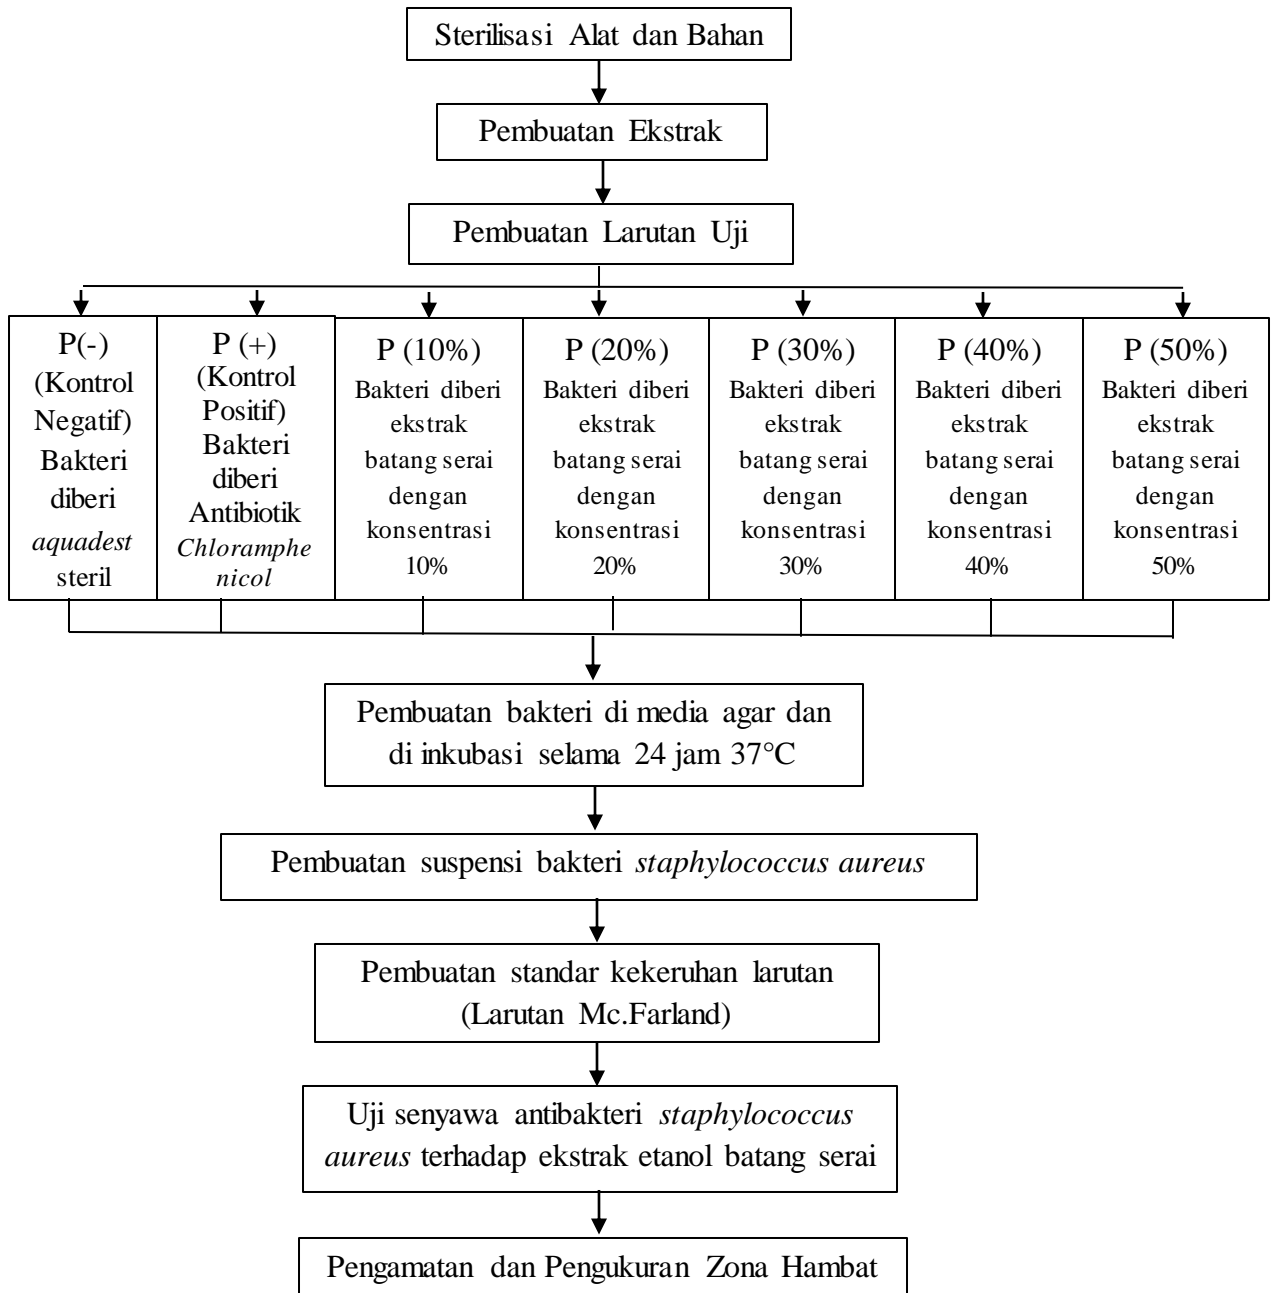 Sterilisasi Alat dan Bahan
Pembuatan Ekstrak
Pembuatan Larutan Uji
P(-)
(Kontrol
Negatif)
Bakteri
diberi
aquadest
steril
P (+)
(Kontrol
Positif)
Bakteri
diberi
Antibiotik
Chloramphe
nicol
P (10%)
Bakteri diberi
ekstrak
batang serai
dengan
konsentrasi
10%
P (20%)
Bakteri diberi
ekstrak
batang serai
dengan
konsentrasi
20%
P (30%)
Bakteri diberi
ekstrak
batang serai
dengan
konsentrasi
30%
P (40%)
Bakteri diberi
ekstrak
batang serai
dengan
konsentrasi
40%
P (50%)
Bakteri diberi
ekstrak
batang serai
dengan
konsentrasi
50%
Pembuatan bakteri di media agar dan
di inkubasi selama 24 jam 37°C
Pembuatan suspensi bakteri staphylococcus aureus
Pembuatan standar kekeruhan larutan
(Larutan Mc.Farland)
Uji senyawa antibakteri staphylococcus
aureus terhadap ekstrak etanol batang serai
Pengamatan dan Pengukuran Zona Hambat